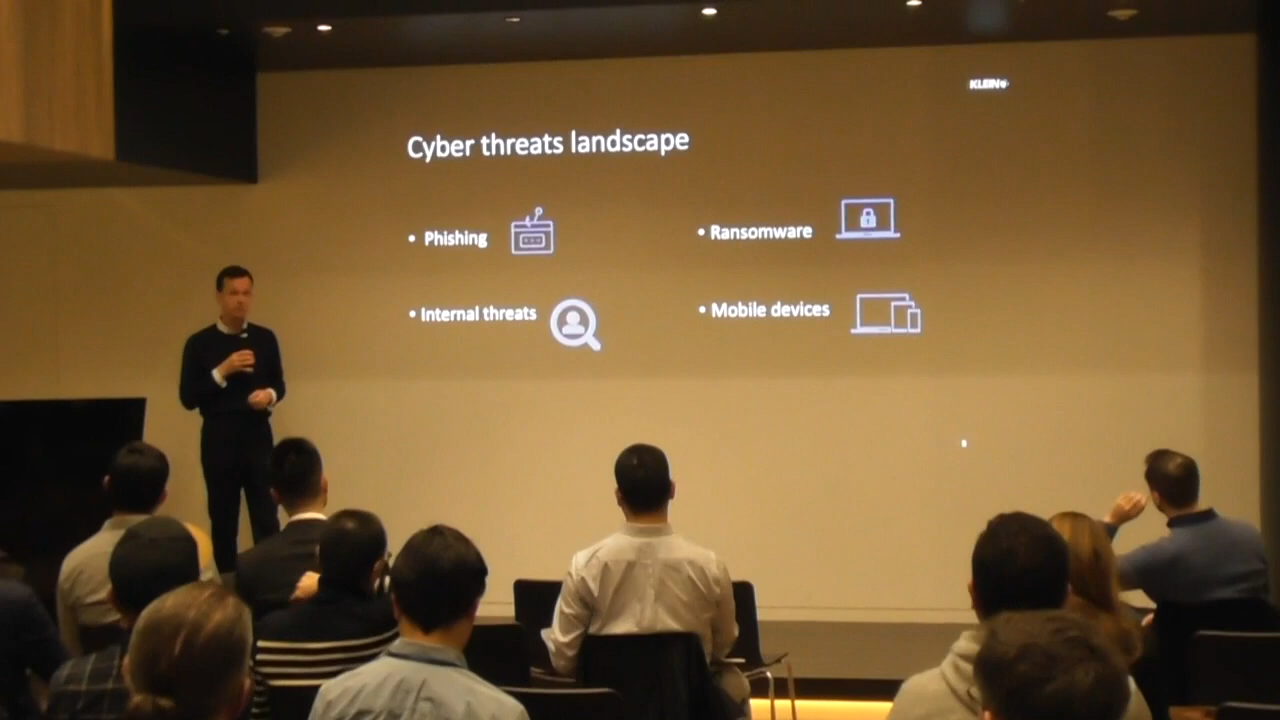 KLEIN
Cyber threats landscape
• Phishing
• Ransomware
• Internal threats
• Mobile devices